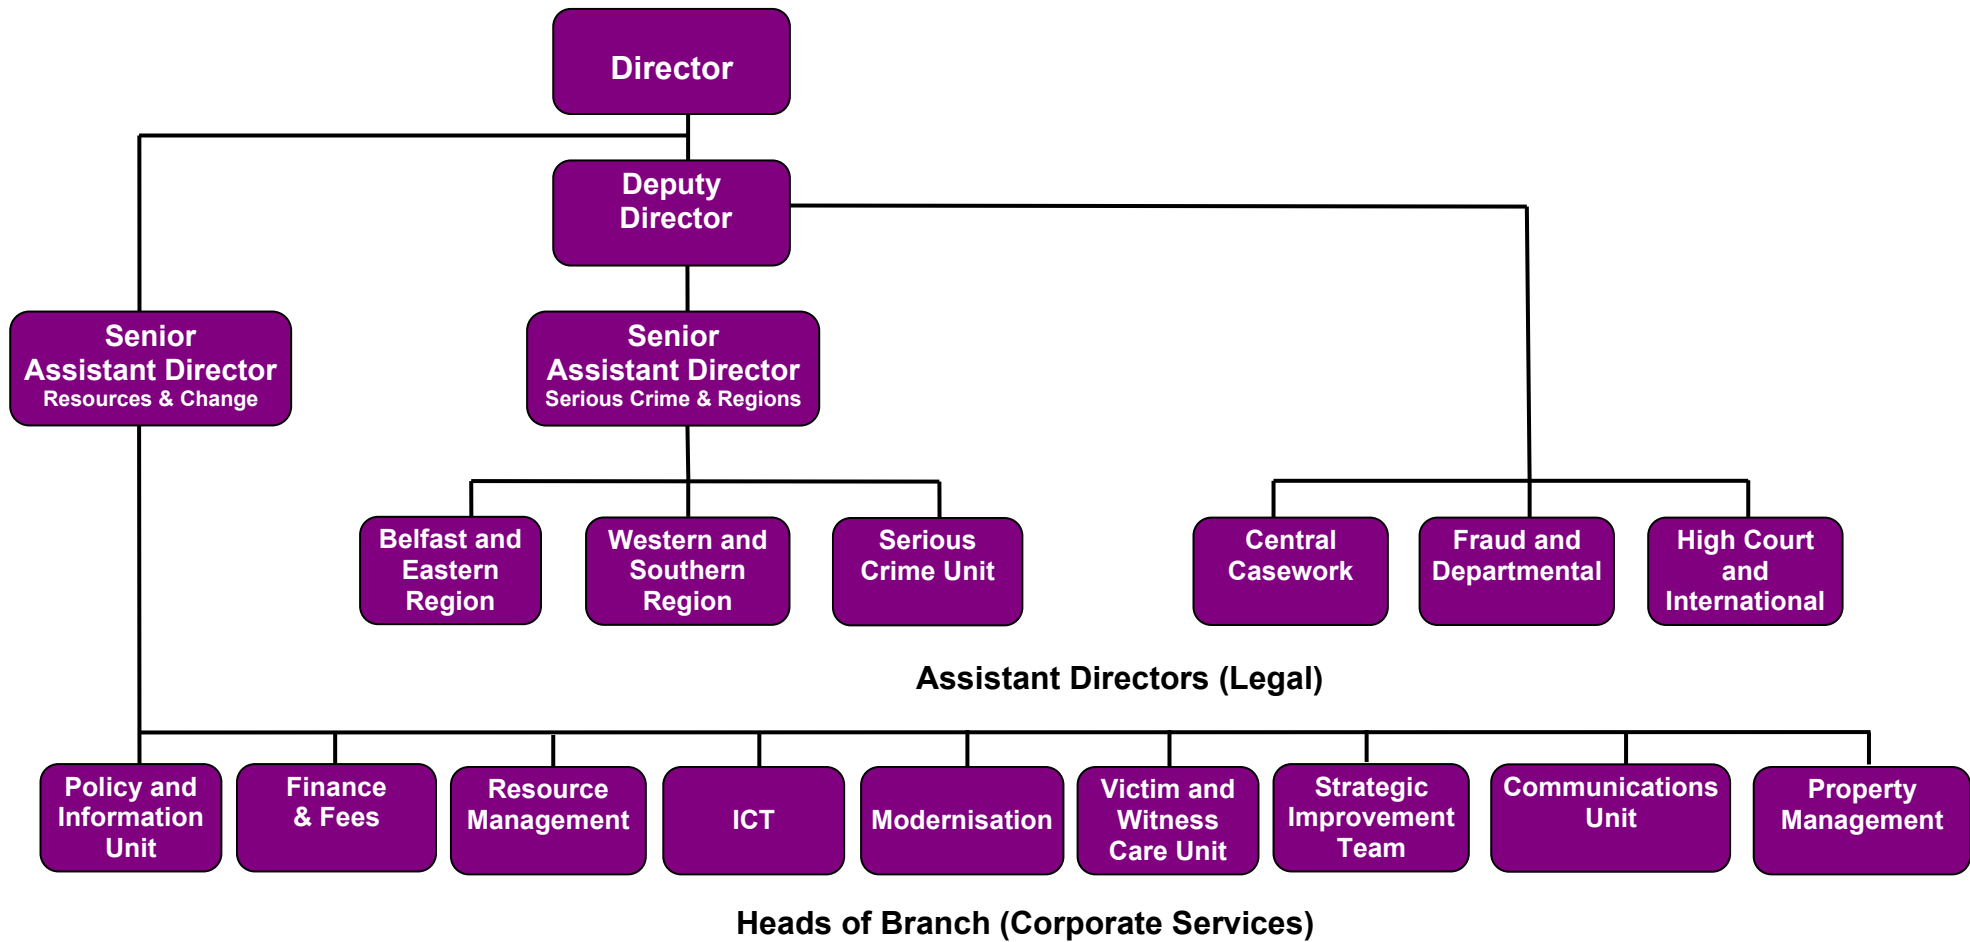 Director
Deputy
Director
Senior
Assistant Director
Resources & Change
Senior
Assistant Director
Serious Crime & Regions
Belfast and
Eastern
Region
Western and
Southern
Region
Serious
Crime Unit
Central
Casework
Fraud and
Departmental
High Court
and
International
Assistant Directors (Legal)
Policy and
Information
Unit
Finance
& Fees
Resource
Management
ICT
Modernisation
Victim and
Witness
Care Unit
Strategic
Improvement
Team
Communications
Unit
Property
Management
Heads of Branch (Corporate Services)